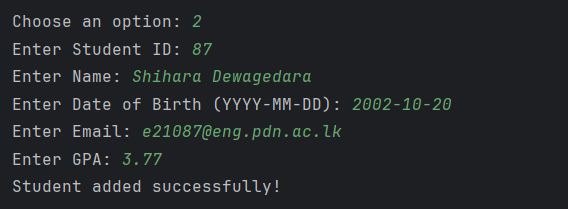 Choose an option: 2
Enter Student ID: 87
Enter Name: Shihara Dewagedara
Enter Date of Birth (YYYY-MM-DD): 2002-10-20
Enter Email: e21087@eng.pdn.ac.lk
Enter GPA: 3.77
Student added successfully!